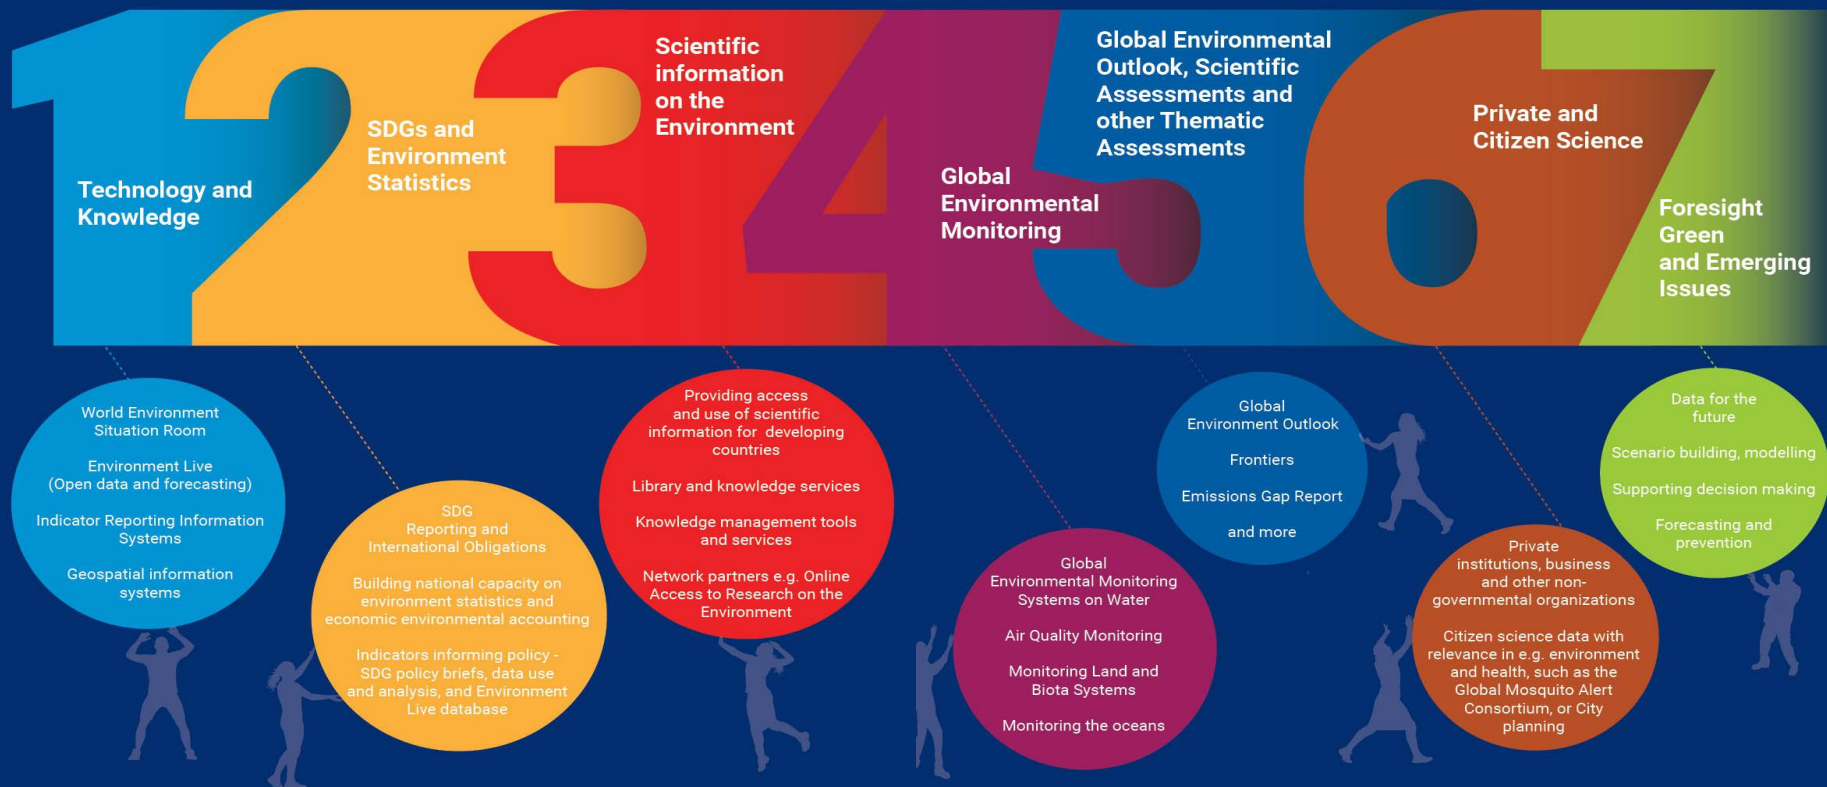 Technology and
Knowledge
SDGs and
Environment
Statistics
Scientific
information
on the
Environment
Global
Environmental
Monitoring
Global Environmental
Outlook, Scientific
Assessments and
other Thematic
Assessments
Private and
Citizen Science
Foresight
Green
and Emerging
Issues
World Environment
Situation Room
Environment Live
(Open data and forecasting)
Indicator Reporting Information
Systems
Geospatial information
systems
SDG
Reporting and
International Obligations
Building national capacity on
environment statistics and
economic environmental accounting
Indicators informing policy -
SDG policy briefs, data use
and analysis, and Environment
Live database
Providing access
and use of scientific
information for developing
countries
Library and knowledge services
Knowledge management tools
and services
Network partners e.g. Online
Access to Research on the
Environment
Global
Environmental Monitoring
Systems on Water
Air Quality Monitoring
Monitoring Land and
Biota Systems
Monitoring the oceans
Global
Environment Outlook
Frontiers
Emissions Gap Report
and more
Private
institutions, business
and other non-
governmental organizations
Citizen science data with
relevance in e.g. environment
and health, such as the
Global Mosquito Alert
Consortium, or City
planning
Data for the
future
Scenario building, modelling
Supporting decision making
Forecasting and
prevention
1234567